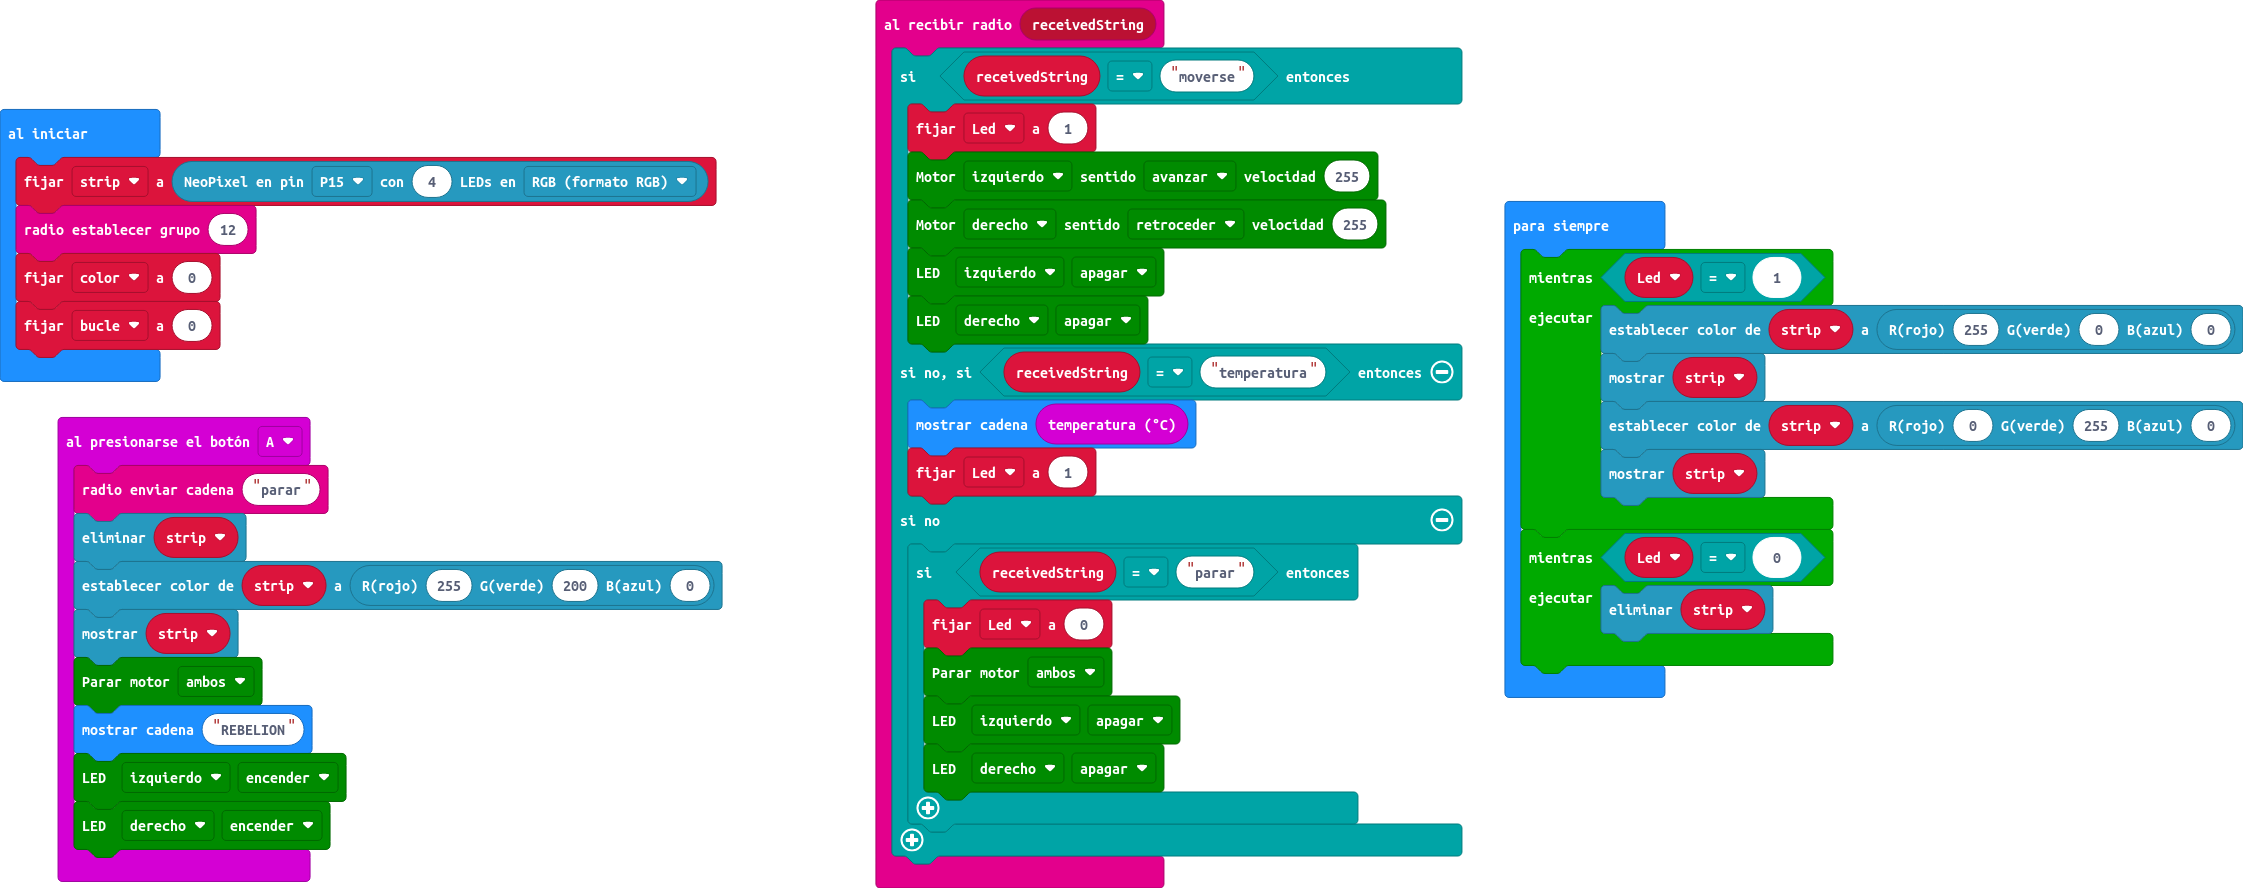 al iniciar
fijar strip a NeoPixel en pin P15 con 4 LEDs en RGB (formato RGB)
radio establecer grupo 12
fijar color a 0
fijar bucle a 0
al presionarse el botón A
radio enviar cadena "parar"
eliminar strip
establecer color de strip a R(rojo) 255 G(verde) 200 B(azul) 0
mostrar strip
Parar motor ambos
mostrar cadena "REBELION"
LED izquierdo encender
LED derecho encender
al recibir radio receivedString
si receivedString = "moverse" entonces
fijar Led a 1
Motor izquierdo sentido avanzar velocidad 255
Motor derecho sentido retroceder velocidad 255
LED izquierdo apagar
LED derecho apagar
si no, si receivedString = "temperatura" entonces
mostrar cadena temperatura (°C)
fijar Led a 1
si no
si receivedString = "parar" entonces
fijar Led a 0
Parar motor ambos
LED izquierdo apagar
LED derecho apagar
para siempre
mientras Led = 1
ejecutar
establecer color de strip a R(rojo) 255 G(verde) 0 B(azul) 0
mostrar strip
establecer color de strip a R(rojo) 0 G(verde) 255 B(azul) 0
mostrar strip
mientras Led = 0
ejecutar eliminar strip